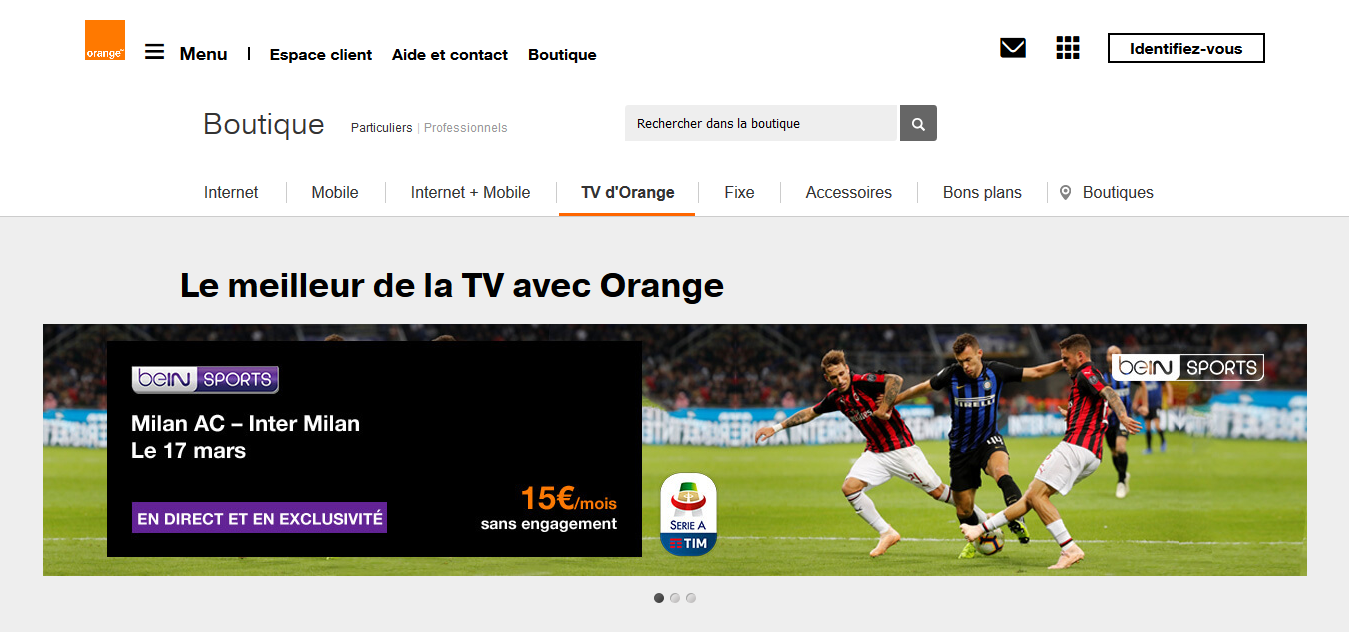 orange™
Menu | Espace client Aide et contact Boutique
Identifiez-vous
Boutique Particuliers | Professionnels
Rechercher dans la boutique
Internet Mobile Internet + Mobile TV d'Orange Fixe Accessoires Bons plans Boutiques
Le meilleur de la TV avec Orange
beIN SPORTS
Milan AC – Inter Milan
Le 17 mars
EN DIRECT ET EN EXCLUSIVITÉ
15€/mois
sans engagement
SERIE A
TIM
beIN SPORTS
IRELLI
44